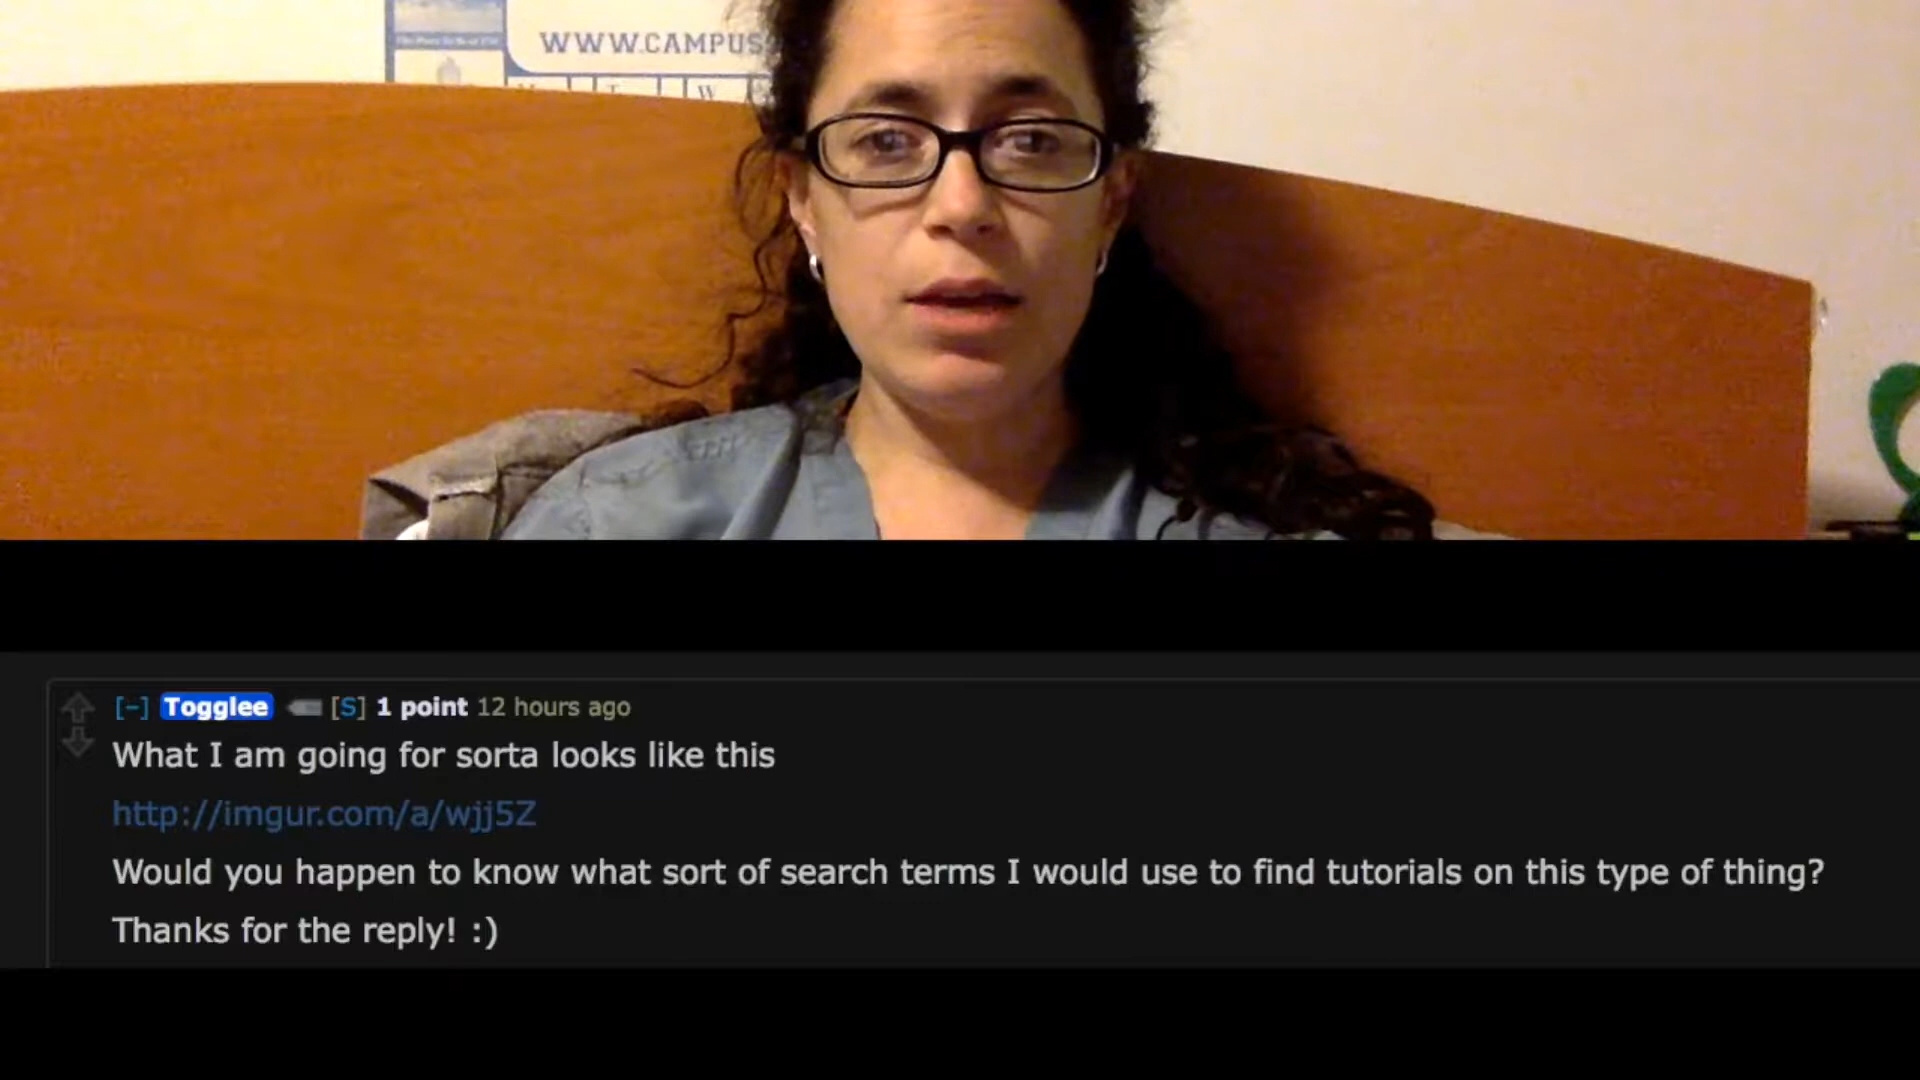 WWW.CAMPUS
T W
[–] Togglee [S] 1 point 12 hours ago
What I am going for sorta looks like this
http://imgur.com/a/wjj5Z
Would you happen to know what sort of search terms I would use to find tutorials on this type of thing?
Thanks for the reply! :)